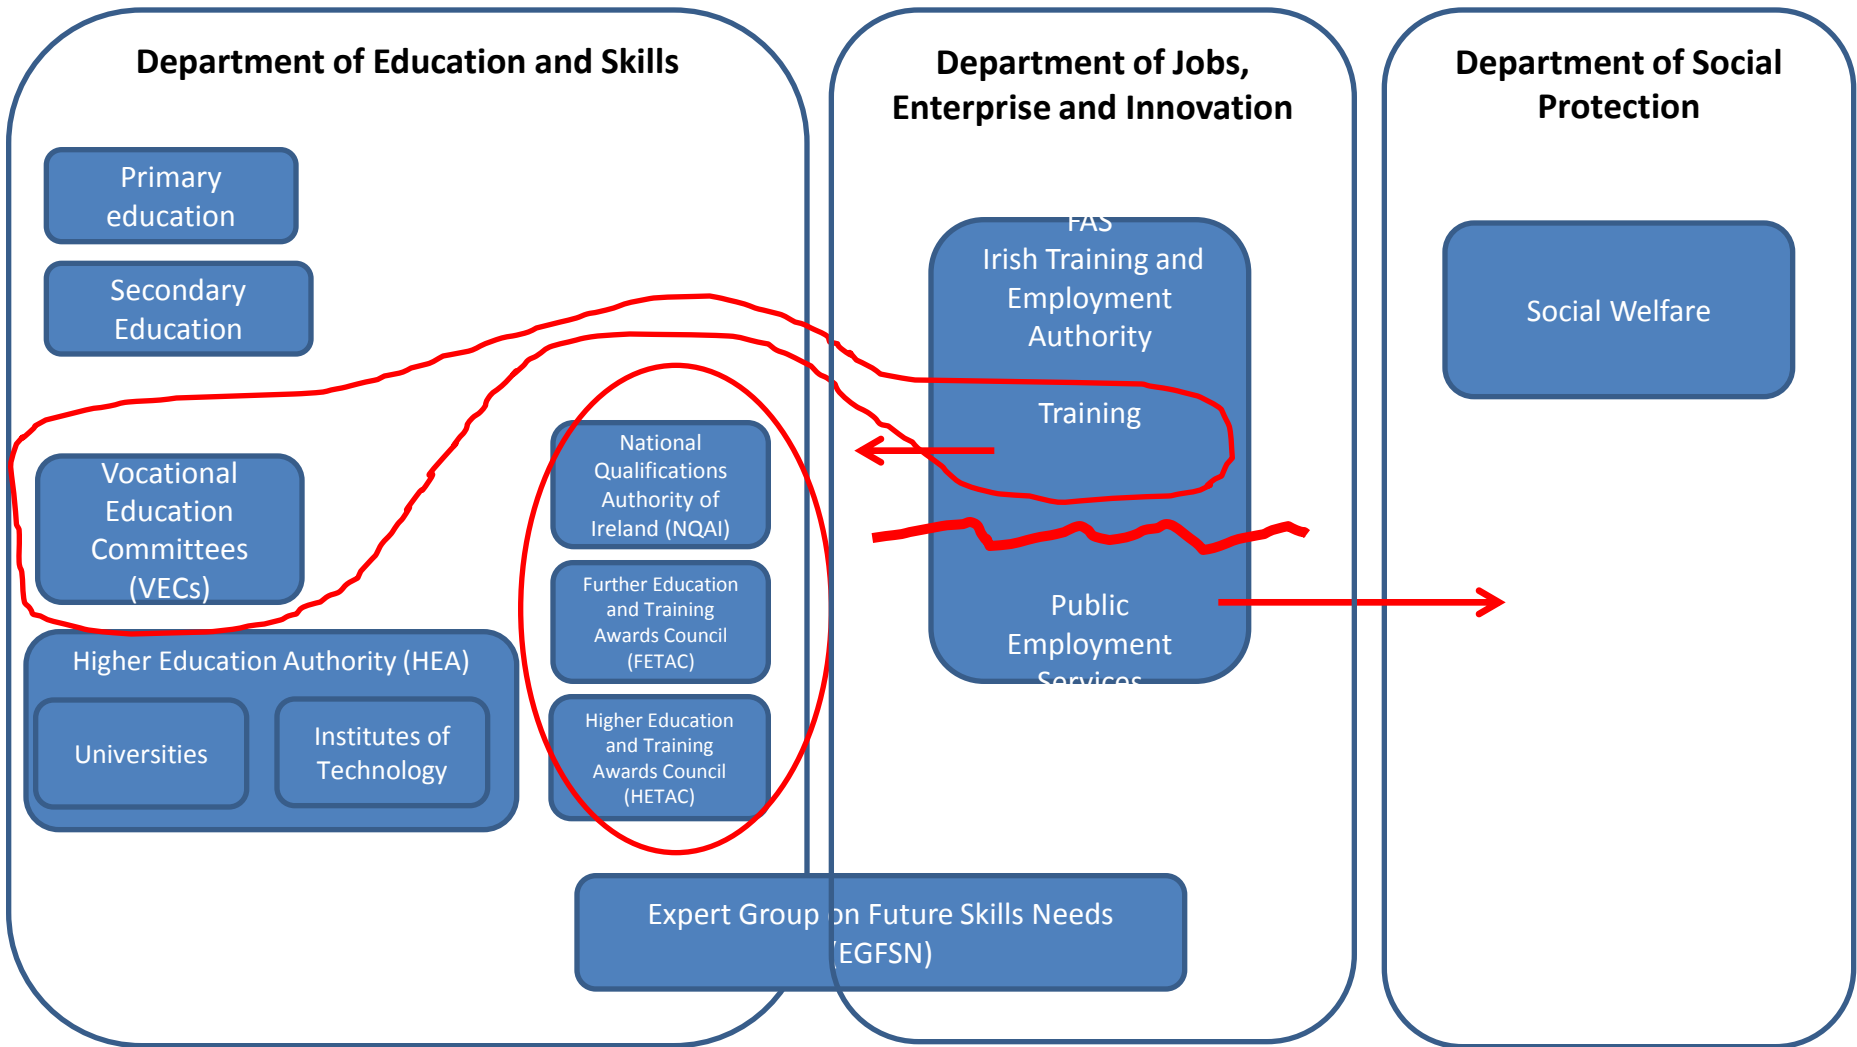 Department of Education and Skills
Primary
education
Secondary
Education
Vocational
Education
Committees
(VECs)
Higher Education Authority (HEA)
Universities
Institutes of
Technology
National
Qualifications
Authority of
Ireland (NQAI)
Further Education
and Training
Awards Council
(FETAC)
Higher Education
and Training
Awards Council
(HETAC)
Expert Group on Future Skills Needs
(EGFSN)
Department of Jobs,
Enterprise and Innovation
FAS
Irish Training and
Employment
Authority
Training
Public
Employment
Services
Department of Social
Protection
Social Welfare